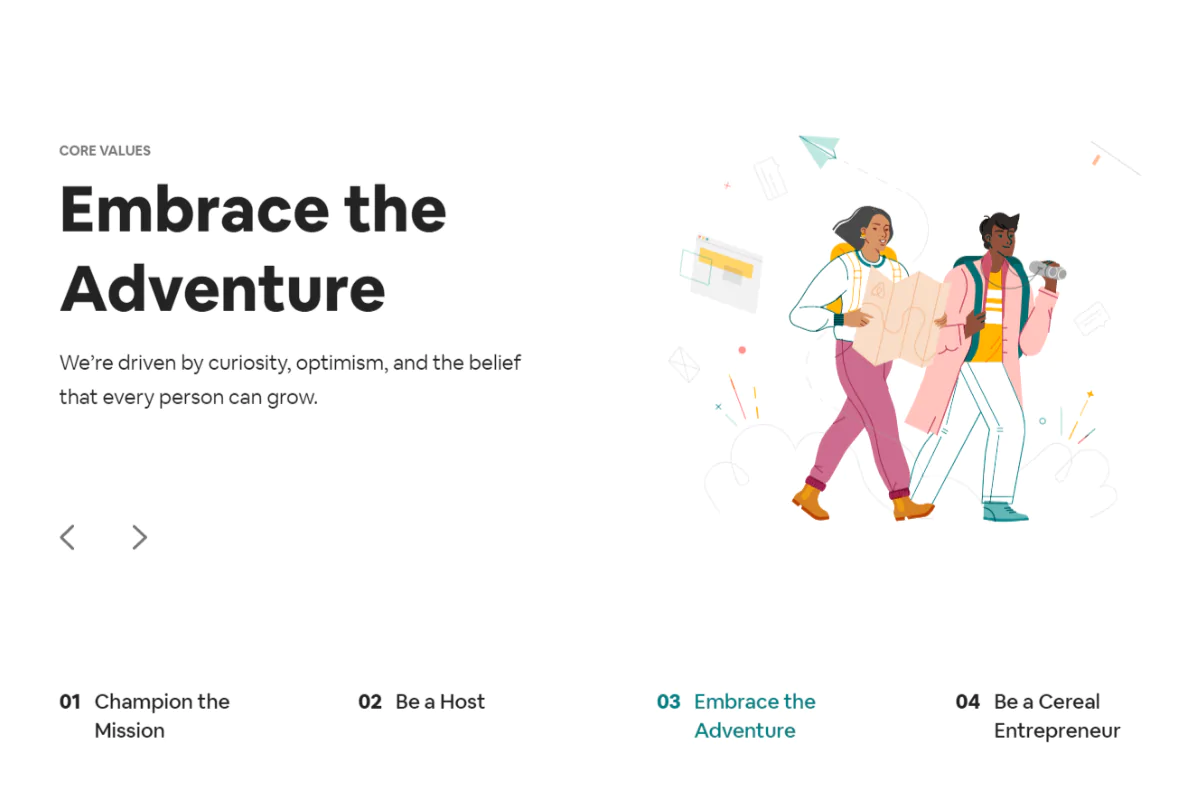 CORE VALUES
Embrace the
Adventure
We’re driven by curiosity, optimism, and the belief
that every person can grow.
01 Champion the
Mission
02 Be a Host
03 Embrace the
Adventure
04 Be a Cereal
Entrepreneur